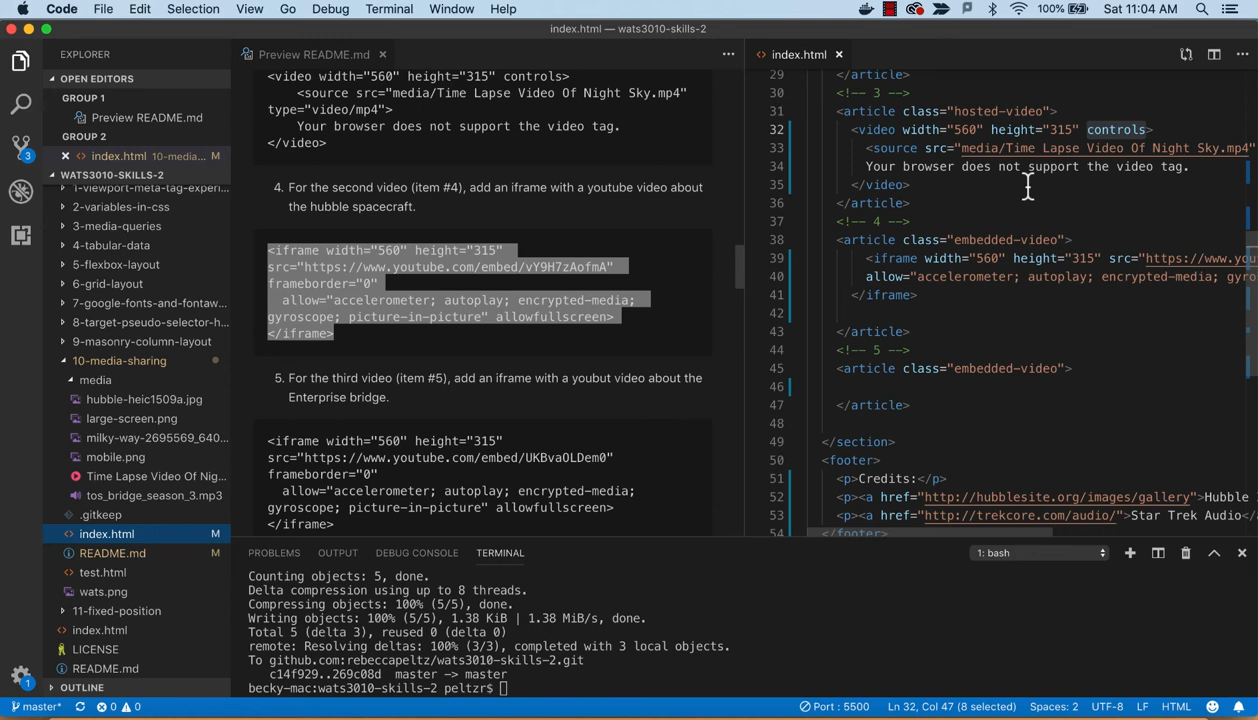 Code File Edit Selection View Go Debug Terminal Window Help 100% Sat 11:04 AM
index.html — wats3010-skills-2
EXPLORER
OPEN EDITORS
GROUP 1
Preview README.md
GROUP 2
index.html 10-media... M
WATS3010-SKILLS-2
1-viewport-meta-tag-experi...
2-variables-in-css
3-media-queries
4-tabular-data
5-flexbox-layout
6-grid-layout
7-google-fonts-and-fontaw...
8-target-pseudo-selector-h...
9-masonry-column-layout
10-media-sharing
media
hubble-heic1509a.jpg
large-screen.png
milky-way-2695569_640...
mobile.png
Time Lapse Video Of Nig...
tos_bridge_season_3.mp3
.gitkeep
index.html M
README.md M
test.html
wats.png
11-fixed-position
index.html
LICENSE
README.md
OUTLINE
3
1
Preview README.md
<video width="560" height="315" controls>
<source src="media/Time Lapse Video Of Night Sky.mp4"
type="video/mp4">
Your browser does not support the video tag.
</video>
4. For the second video (item #4), add an iframe with a youtube video about
the hubble spacecraft.
<iframe width="560" height="315"
src="https://www.youtube.com/embed/vY9H7zAofmA"
frameborder="0"
allow="accelerometer; autoplay; encrypted-media;
gyroscope; picture-in-picture" allowfullscreen>
</iframe>
5. For the third video (item #5), add an iframe with a youbut video about the
Enterprise bridge.
<iframe width="560" height="315"
src="https://www.youtube.com/embed/UKBvaOLDem0"
frameborder="0"
allow="accelerometer; autoplay; encrypted-media;
gyroscope; picture-in-picture" allowfullscreen>
</iframe>
index.html
29 </article>
30 <!-- 3 -->
31 <article class="hosted-video">
32 <video width="560" height="315" controls>
33 <source src="media/Time Lapse Video Of Night Sky.mp4"
34 Your browser does not support the video tag.
35 </video>
36 </article>
37 <!-- 4 -->
38 <article class="embedded-video">
39 <iframe width="560" height="315" src="https://www.you
40 allow="accelerometer; autoplay; encrypted-media; gyro
41 </iframe>
42
43 </article>
44 <!-- 5 -->
45 <article class="embedded-video">
46
47 </article>
48
49 </section>
50 <footer>
51 <p>Credits:</p>
52 <p><a href="http://hubblesite.org/images/gallery">Hubble
53 <p><a href="http://trekcore.com/audio/">Star Trek Audio</a
54 </footer>
PROBLEMS OUTPUT DEBUG CONSOLE TERMINAL 1: bash
Counting objects: 5, done.
Delta compression using up to 8 threads.
Compressing objects: 100% (5/5), done.
Writing objects: 100% (5/5), 1.38 KiB | 1.38 MiB/s, done.
Total 5 (delta 3), reused 0 (delta 0)
remote: Resolving deltas: 100% (3/3), completed with 3 local objects.
To github.com:rebeccapeltz/wats3010-skills-2.git
c14f929..269c08d master -> master
becky-mac:wats3010-skills-2 peltzr$
master* 0 0 Port : 5500 Ln 32, Col 47 (8 selected) Spaces: 2 UTF-8 LF HTML